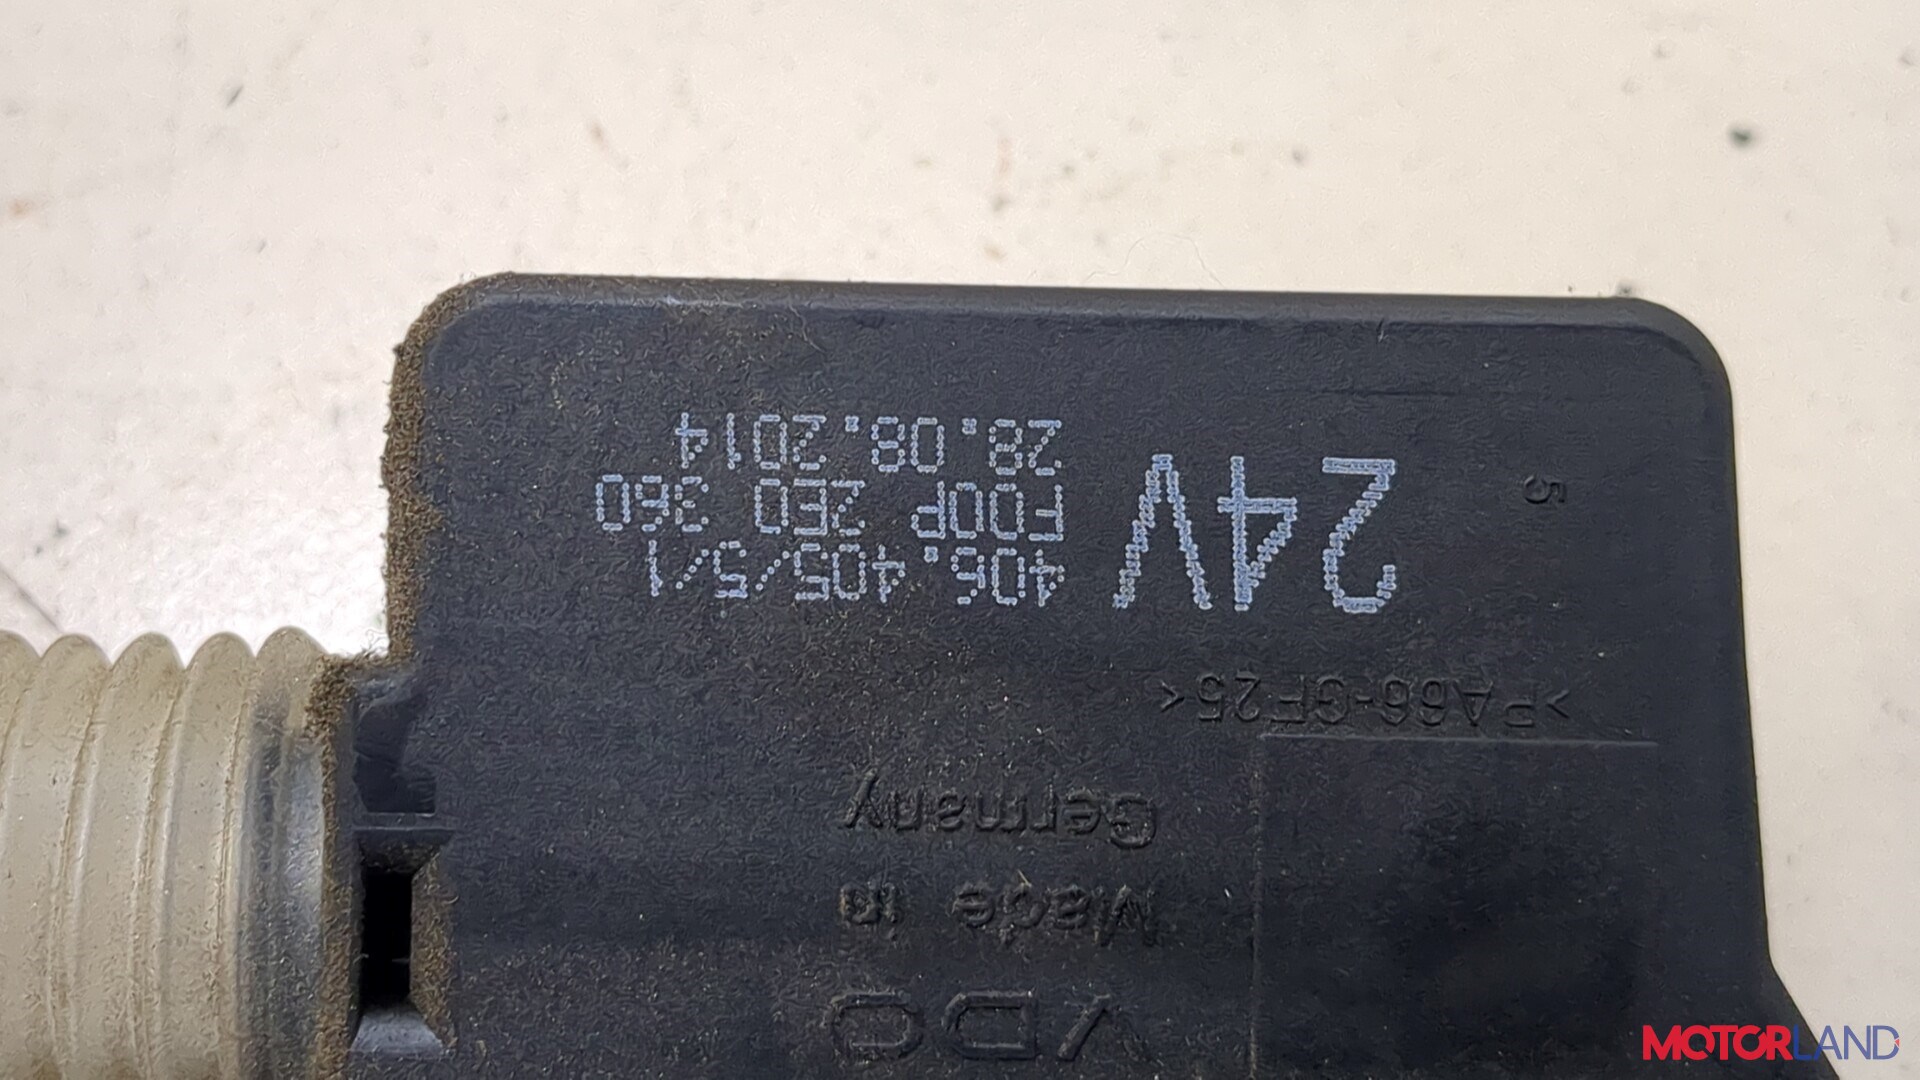 VDO
Made in
Germany
>PA66-GF25<
24V
406.405/5/1
F00P 2E0 360
28.08.2014
5
MOTORLAND